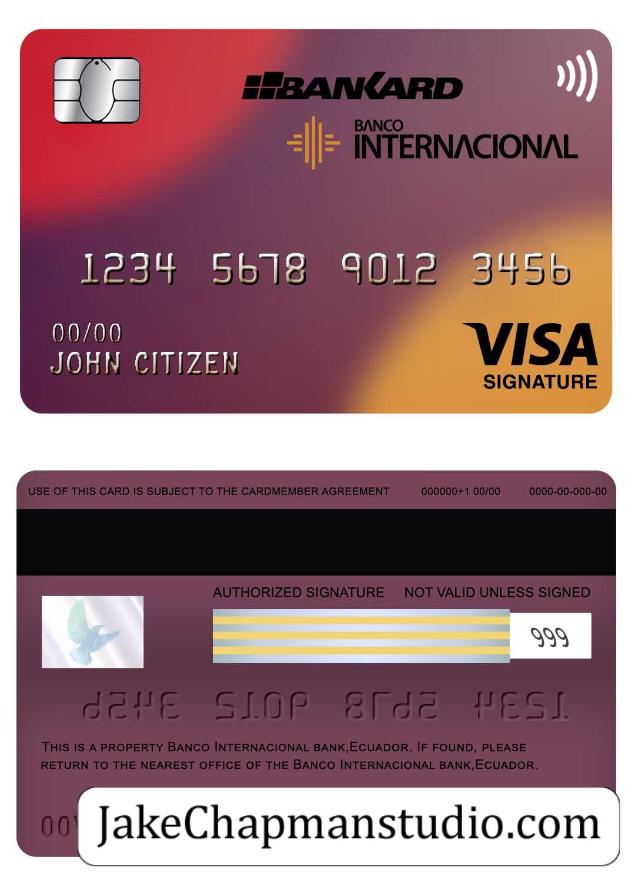 BANKARD
BANCO
INTERNACIONAL
1234 5678 9012 3456
00/00
JOHN CITIZEN
VISA
SIGNATURE
USE OF THIS CARD IS SUBJECT TO THE CARDMEMBER AGREEMENT 000000+1 00/00 0000-00-000-00
AUTHORIZED SIGNATURE NOT VALID UNLESS SIGNED
999
THIS IS A PROPERTY BANCO INTERNACIONAL BANK,ECUADOR. IF FOUND, PLEASE
RETURN TO THE NEAREST OFFICE OF THE BANCO INTERNACIONAL BANK,ECUADOR.
JakeChapmanstudio.com